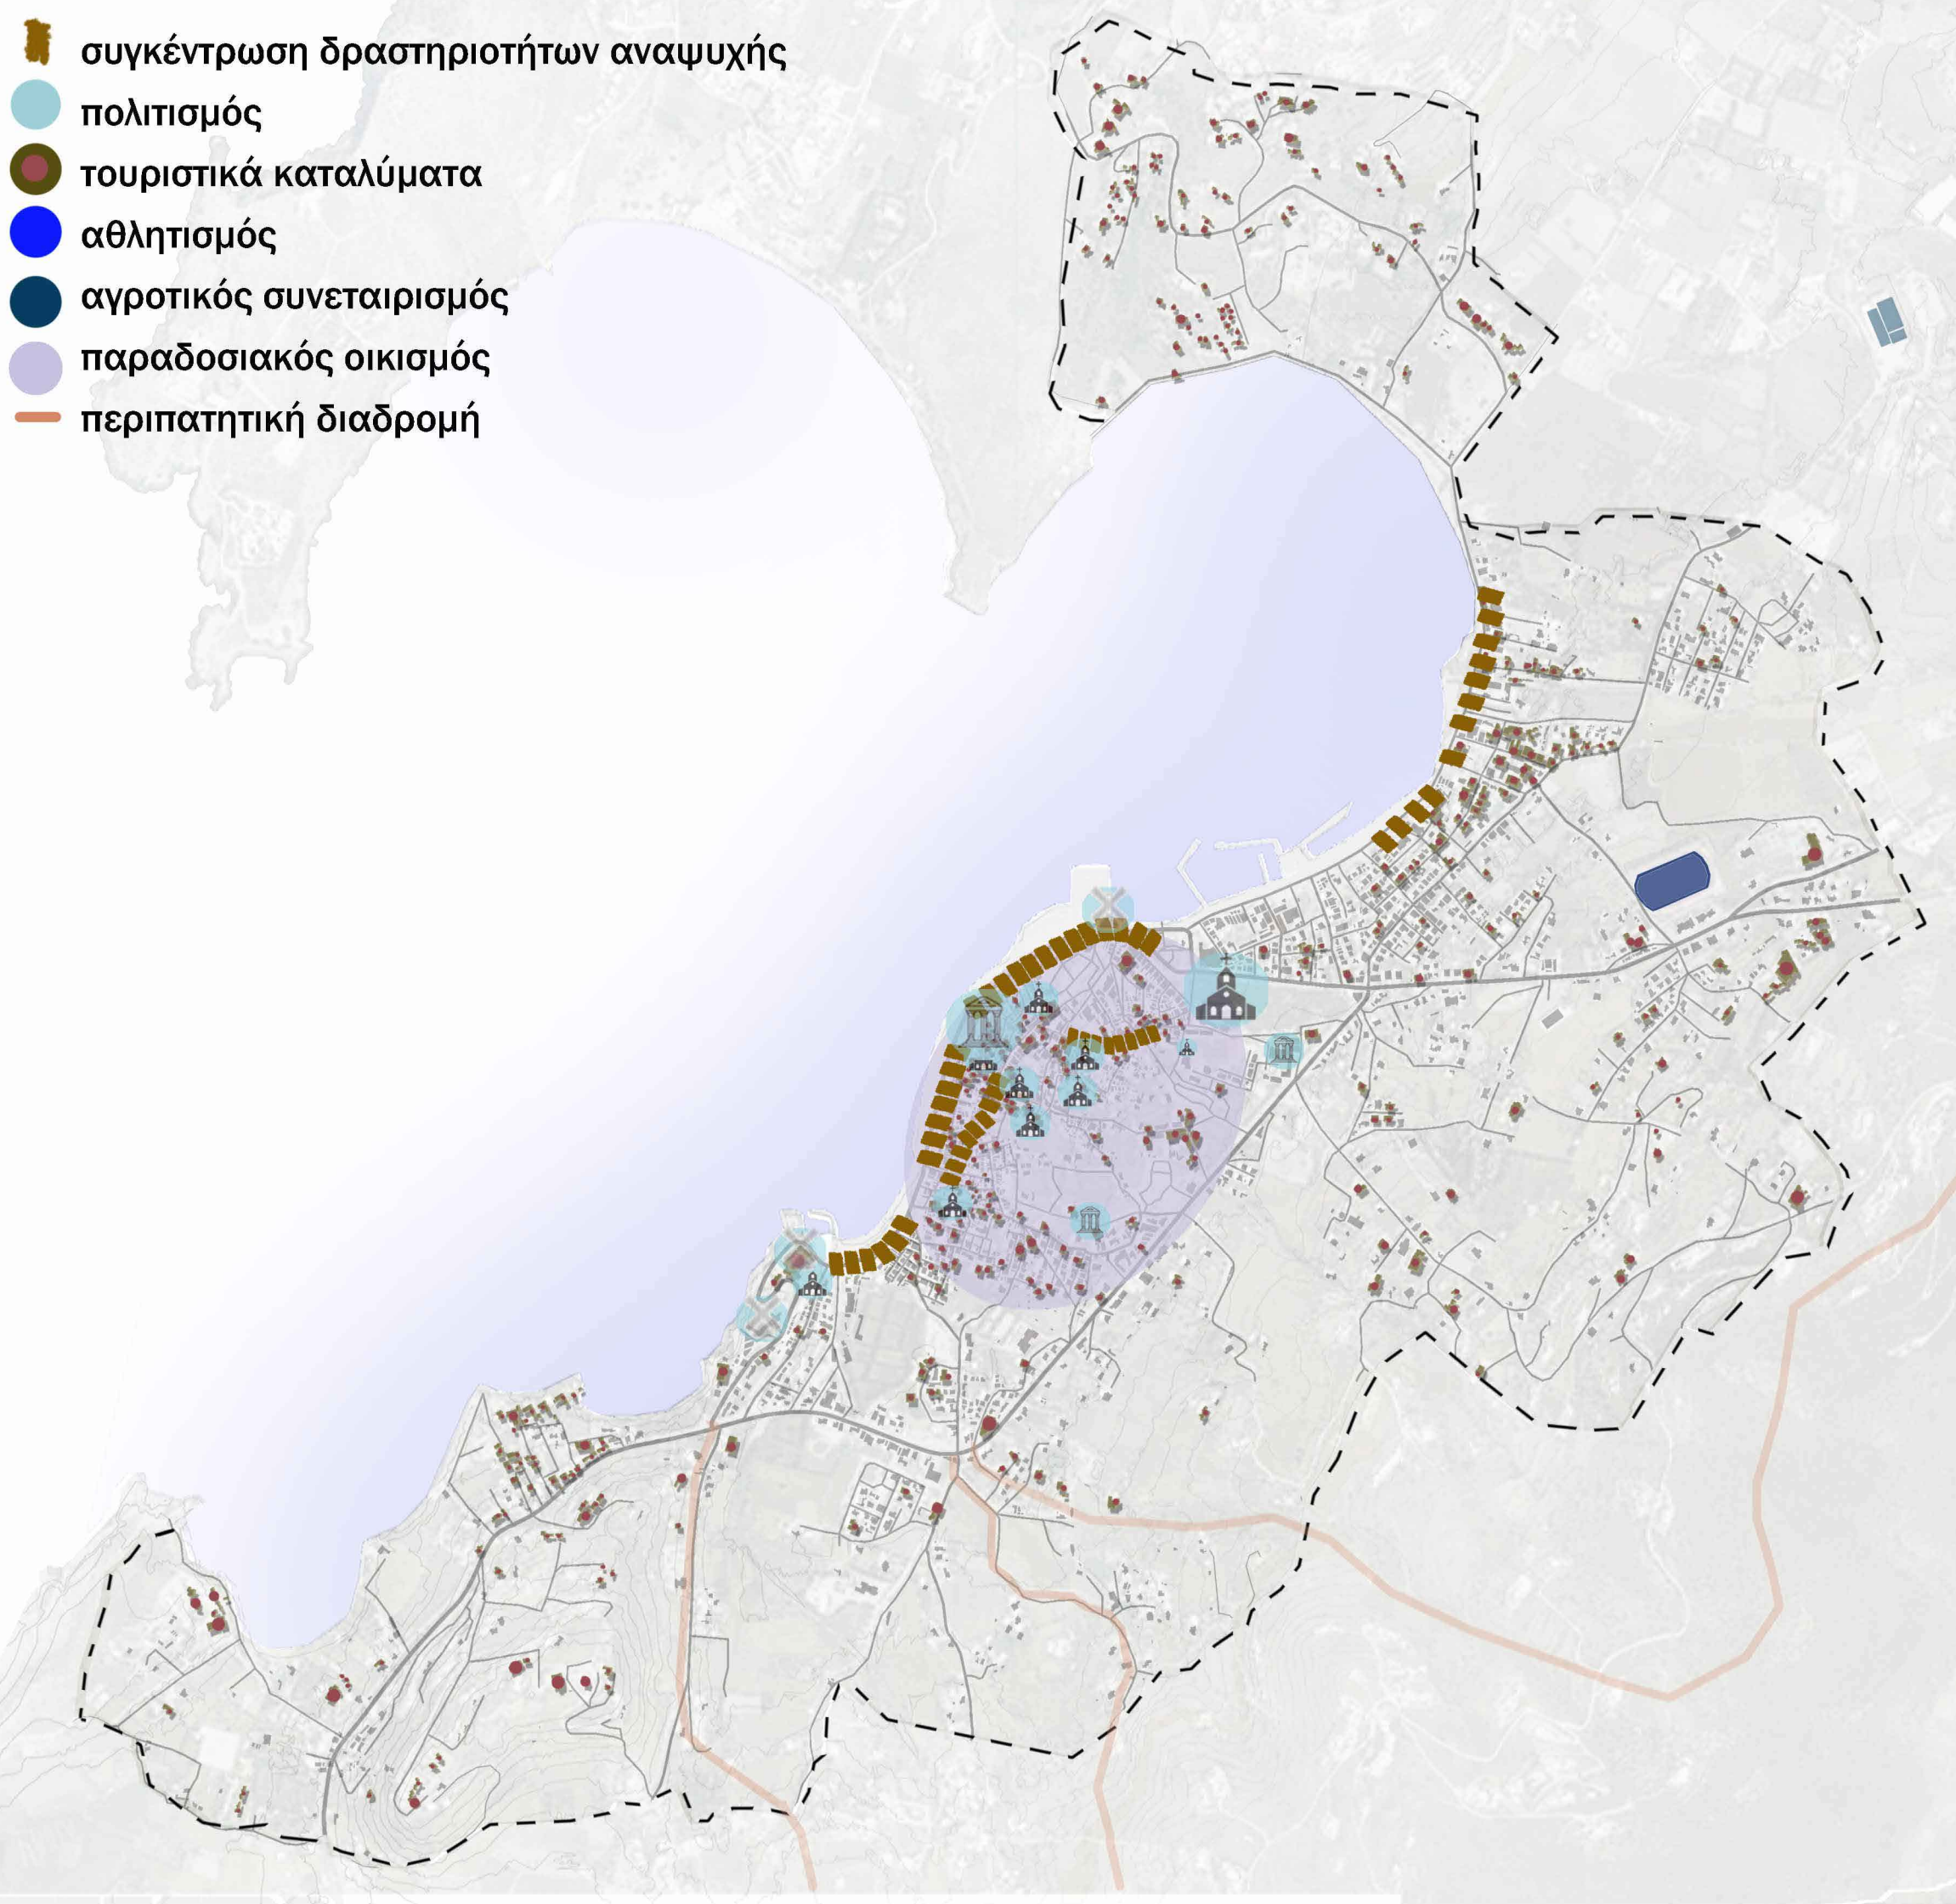 συγκέντρωση δραστηριοτήτων αναψυχής
πολιτισμός
τουριστικά καταλύματα
αθλητισμός
αγροτικός συνεταιρισμός
παραδοσιακός οικισμός
περιπατητική διαδρομή